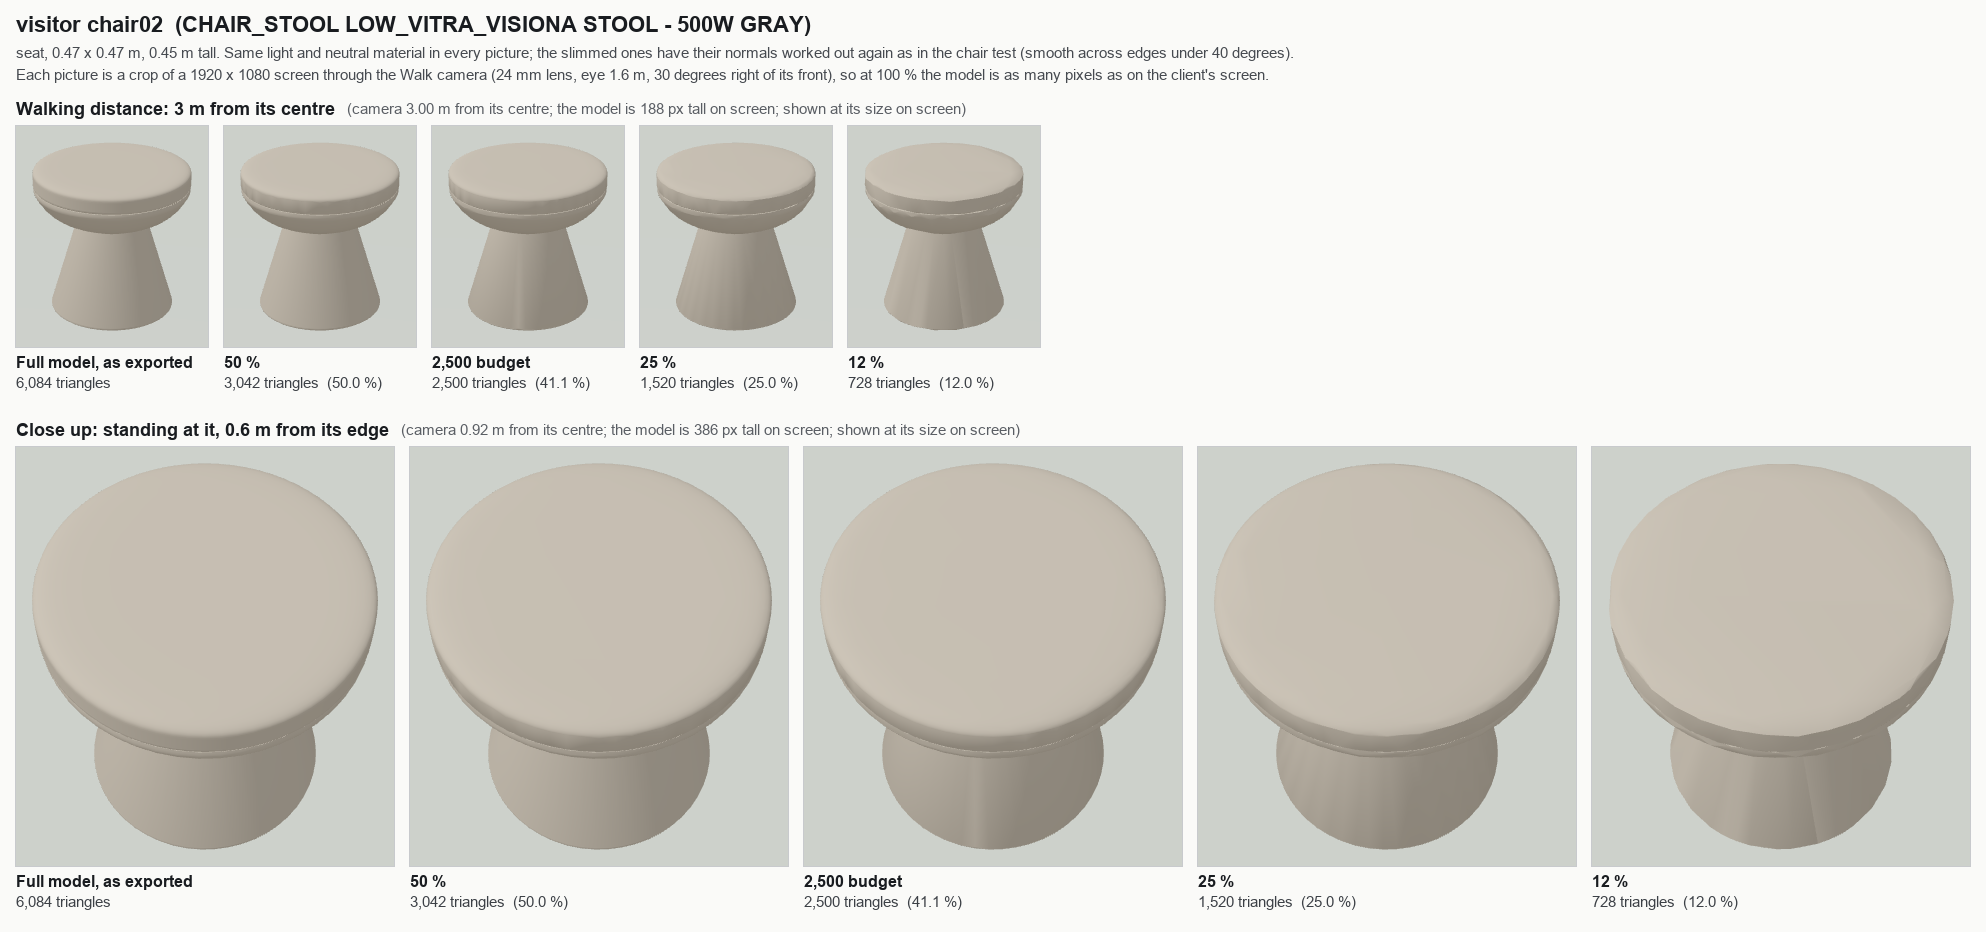 visitor chair02  (CHAIR_STOOL LOW_VITRA_VISIONA STOOL - 500W GRAY)
seat, 0.47 x 0.47 m, 0.45 m tall. Same light and neutral material in every picture; the slimmed ones have their normals worked out again as in the chair test (smooth across edges under 40 degrees).
Each picture is a crop of a 1920 x 1080 screen through the Walk camera (24 mm lens, eye 1.6 m, 30 degrees right of its front), so at 100 % the model is as many pixels as on the client's screen.
Walking distance: 3 m from its centre (camera 3.00 m from its centre; the model is 188 px tall on screen; shown at its size on screen)
Full model, as exported
6,084 triangles
50 %
3,042 triangles (50.0 %)
2,500 budget
2,500 triangles (41.1 %)
25 %
1,520 triangles (25.0 %)
12 %
728 triangles (12.0 %)
Close up: standing at it, 0.6 m from its edge (camera 0.92 m from its centre; the model is 386 px tall on screen; shown at its size on screen)
Full model, as exported
6,084 triangles
50 %
3,042 triangles (50.0 %)
2,500 budget
2,500 triangles (41.1 %)
25 %
1,520 triangles (25.0 %)
12 %
728 triangles (12.0 %)